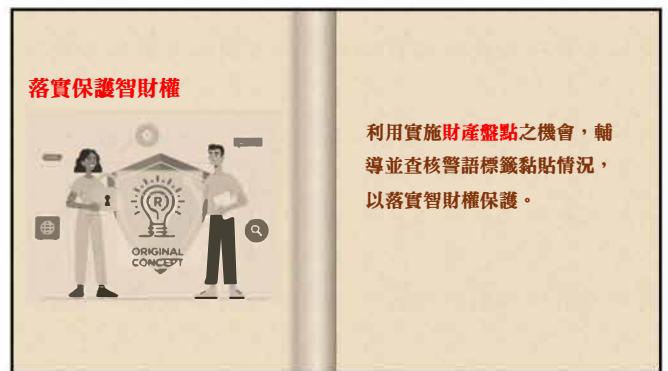 落實保護智財權
R
ORIGINAL
CONCEPT
利用實施財產盤點之機會，輔
導並查核警語標籤黏貼情況，
以落實智財權保護。